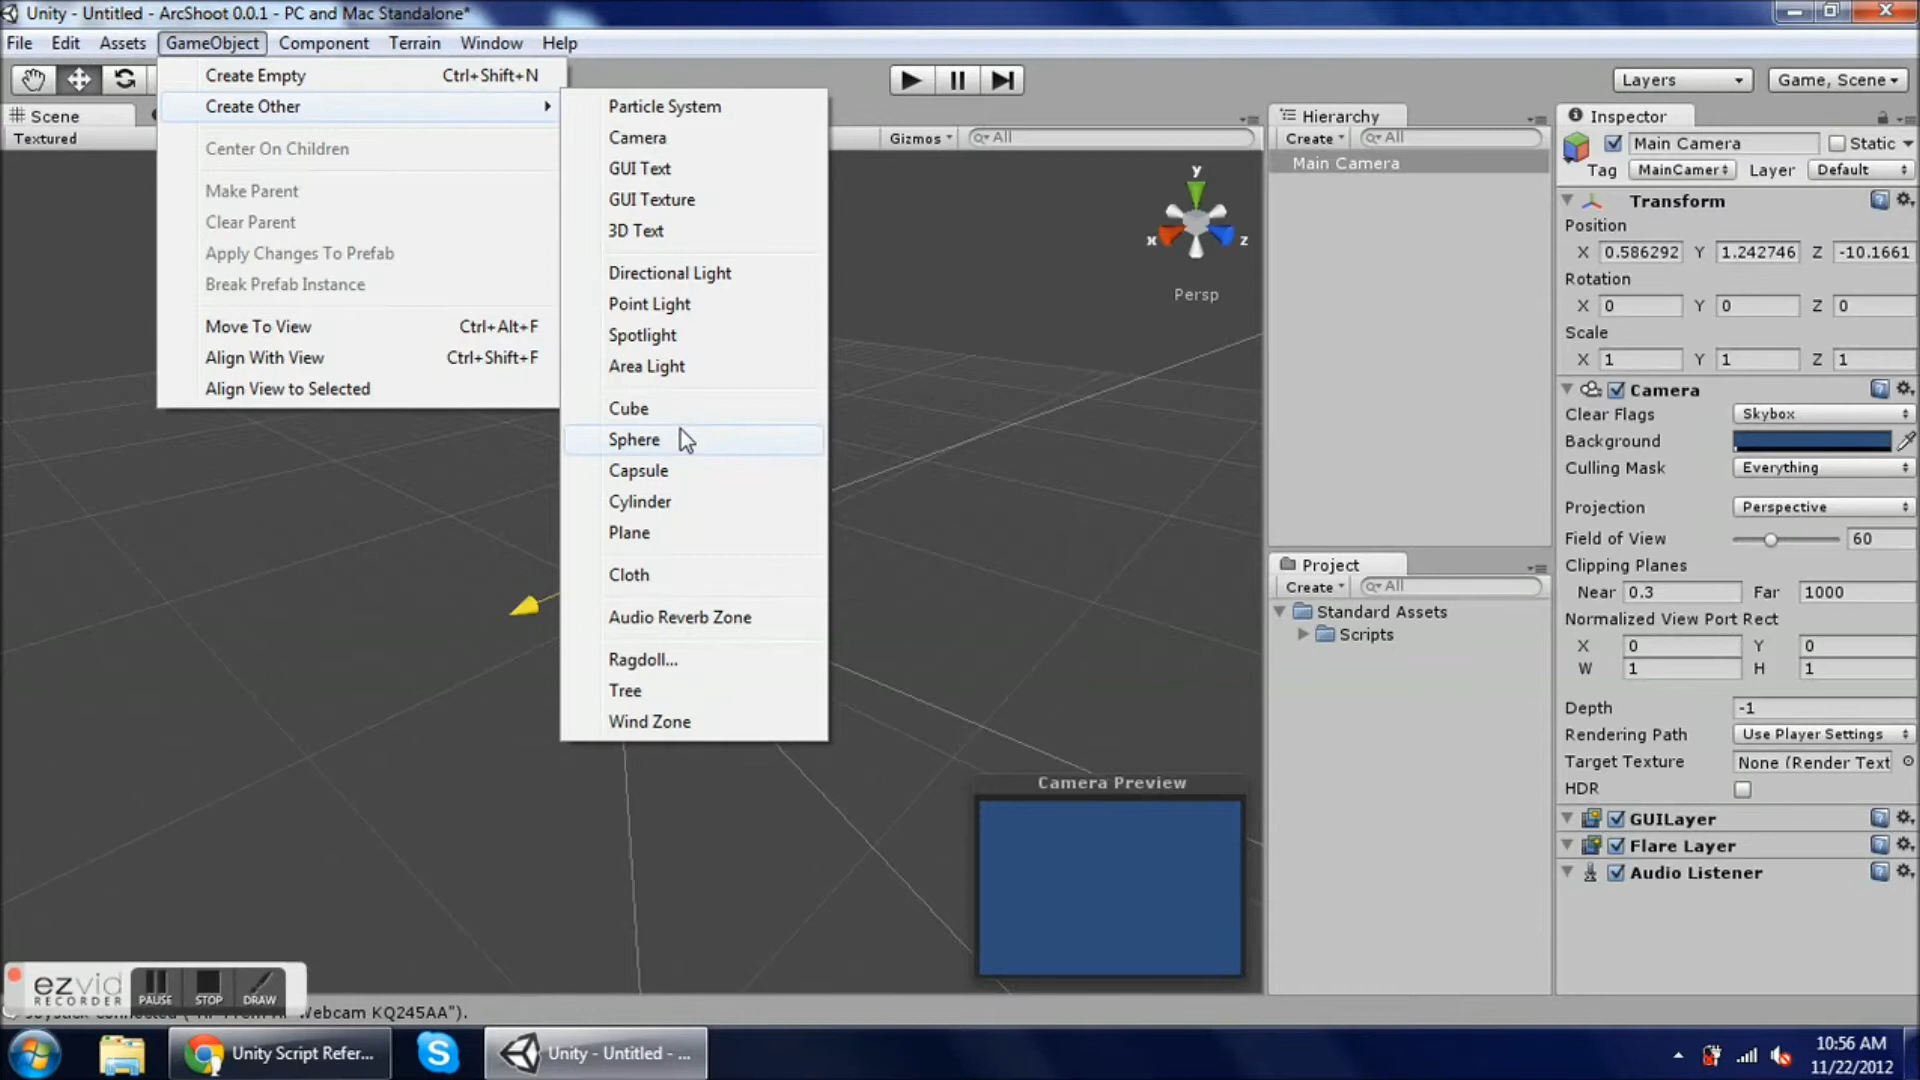 Unity - Untitled - ArcShoot 0.0.1 - PC and Mac Standalone*
File Edit Assets GameObject Component Terrain Window Help
Create Empty Ctrl+Shift+N
Create Other
Center On Children
Make Parent
Clear Parent
Apply Changes To Prefab
Break Prefab Instance
Move To View Ctrl+Alt+F
Align With View Ctrl+Shift+F
Align View to Selected
Particle System
Camera
GUI Text
GUI Texture
3D Text
Directional Light
Point Light
Spotlight
Area Light
Cube
Sphere
Capsule
Cylinder
Plane
Cloth
Audio Reverb Zone
Ragdoll...
Tree
Wind Zone
Layers
Game, Scene
Scene
Textured
Gizmos All
y
x z
Persp
Camera Preview
Hierarchy
Create All
Main Camera
Project
Create All
Standard Assets
Scripts
Inspector
Main Camera Static
Tag MainCamer Layer Default
Transform
Position
X 0.586292 Y 1.242746 Z -10.1661
Rotation
X 0 Y 0 Z 0
Scale
X 1 Y 1 Z 1
Camera
Clear Flags Skybox
Background
Culling Mask Everything
Projection Perspective
Field of View 60
Clipping Planes
Near 0.3 Far 1000
Normalized View Port Rect
X 0 Y 0
W 1 H 1
Depth -1
Rendering Path Use Player Settings
Target Texture None (Render Text
HDR
GUILayer
Flare Layer
Audio Listener
ezvid
RECORDER
PAUSE STOP DRAW
Webcam KQ245AA").
Unity Script Refer...
Unity - Untitled - ...
10:56 AM
11/22/2012